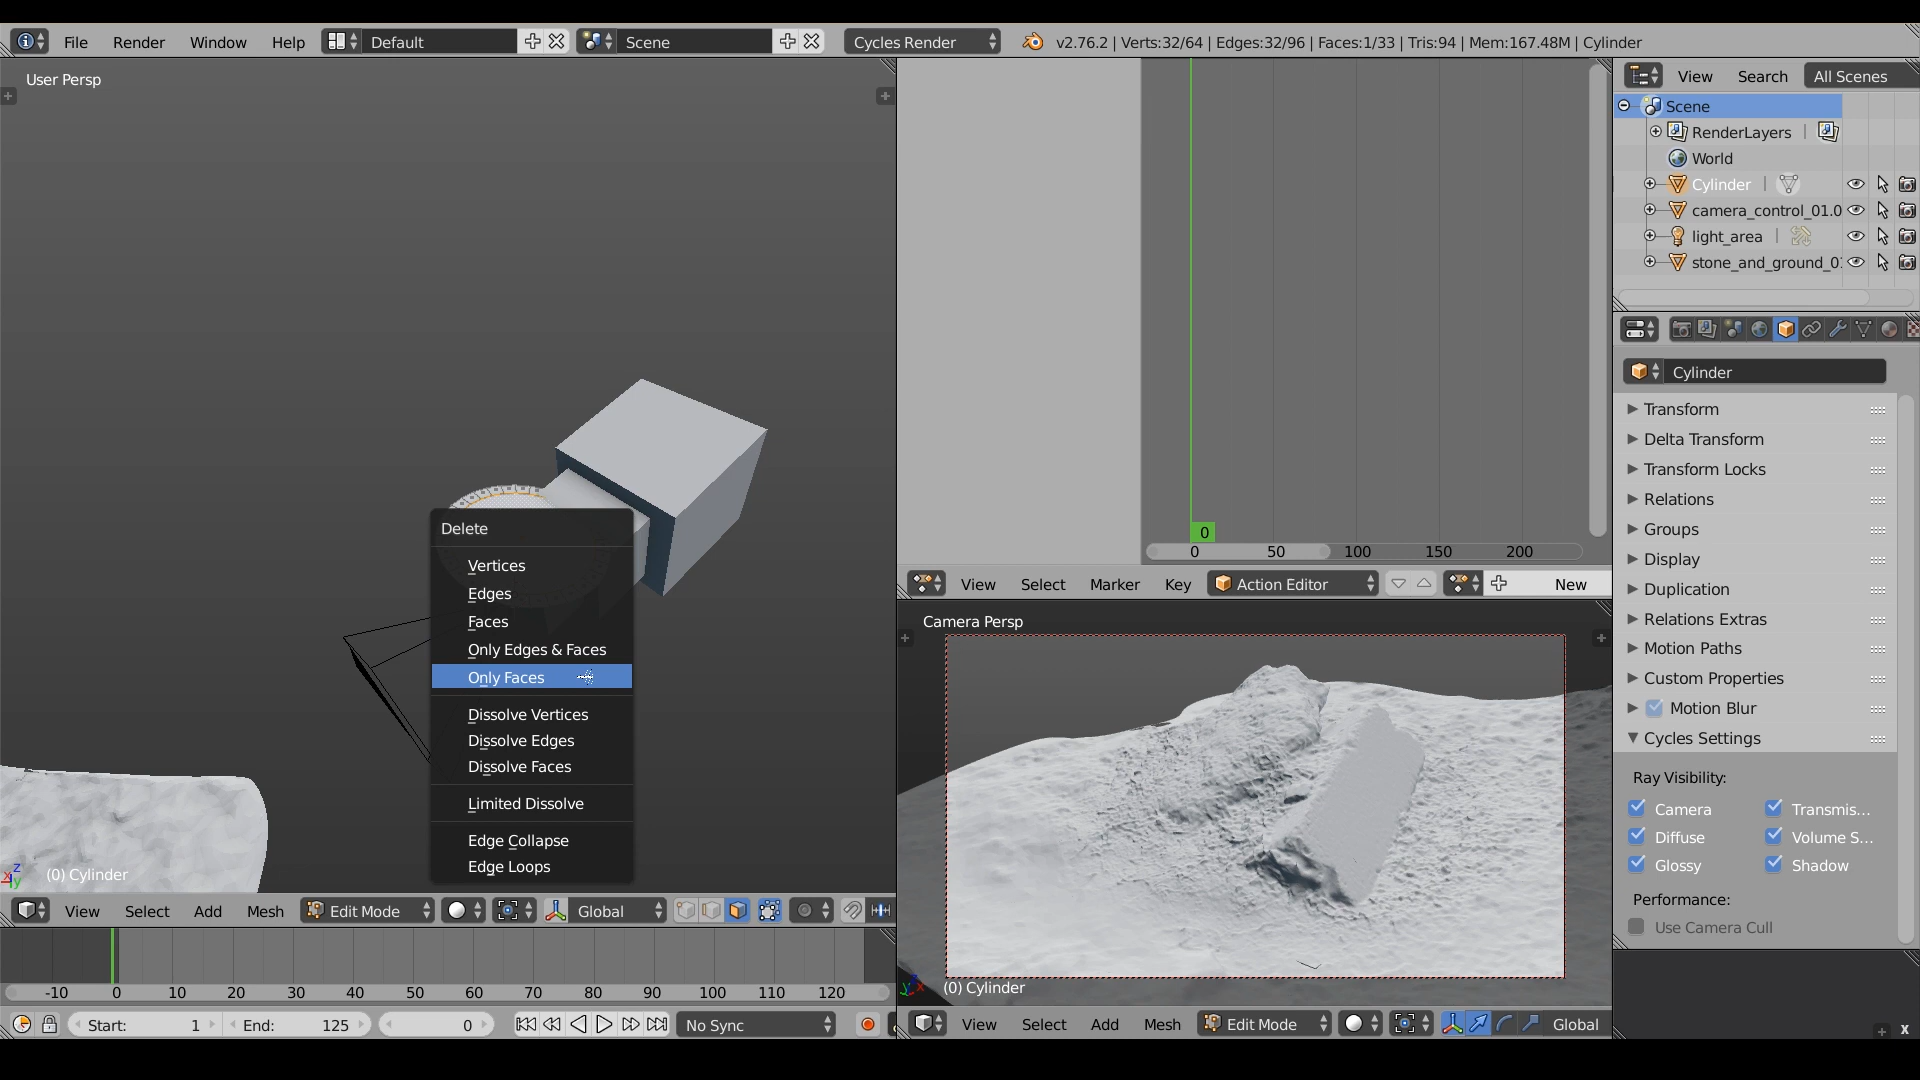 File Render Window Help Default Scene Cycles Render v2.76.2 | Verts:32/64 | Edges:32/96 | Faces:1/33 | Tris:94 | Mem:167.48M | Cylinder
User Persp
Delete
Vertices
Edges
Faces
Only Edges & Faces
Only Faces
Dissolve Vertices
Dissolve Edges
Dissolve Faces
Limited Dissolve
Edge Collapse
Edge Loops
z
x y
(0) Cylinder
View Select Add Mesh Edit Mode Global
-10 0 10 20 30 40 50 60 70 80 90 100 110 120
Start: 1 End: 125 0 No Sync
0
0 50 100 150 200
View Select Marker Key Action Editor New
Camera Persp
(0) Cylinder
View Select Add Mesh Edit Mode Global
View Search All Scenes
Scene
RenderLayers |
World
Cylinder |
camera_control_01.0
light_area |
stone_and_ground_0
Cylinder
Transform
Delta Transform
Transform Locks
Relations
Groups
Display
Duplication
Relations Extras
Motion Paths
Custom Properties
Motion Blur
Cycles Settings
Ray Visibility:
Camera Transmis...
Diffuse Volume S...
Glossy Shadow
Performance:
Use Camera Cull
x